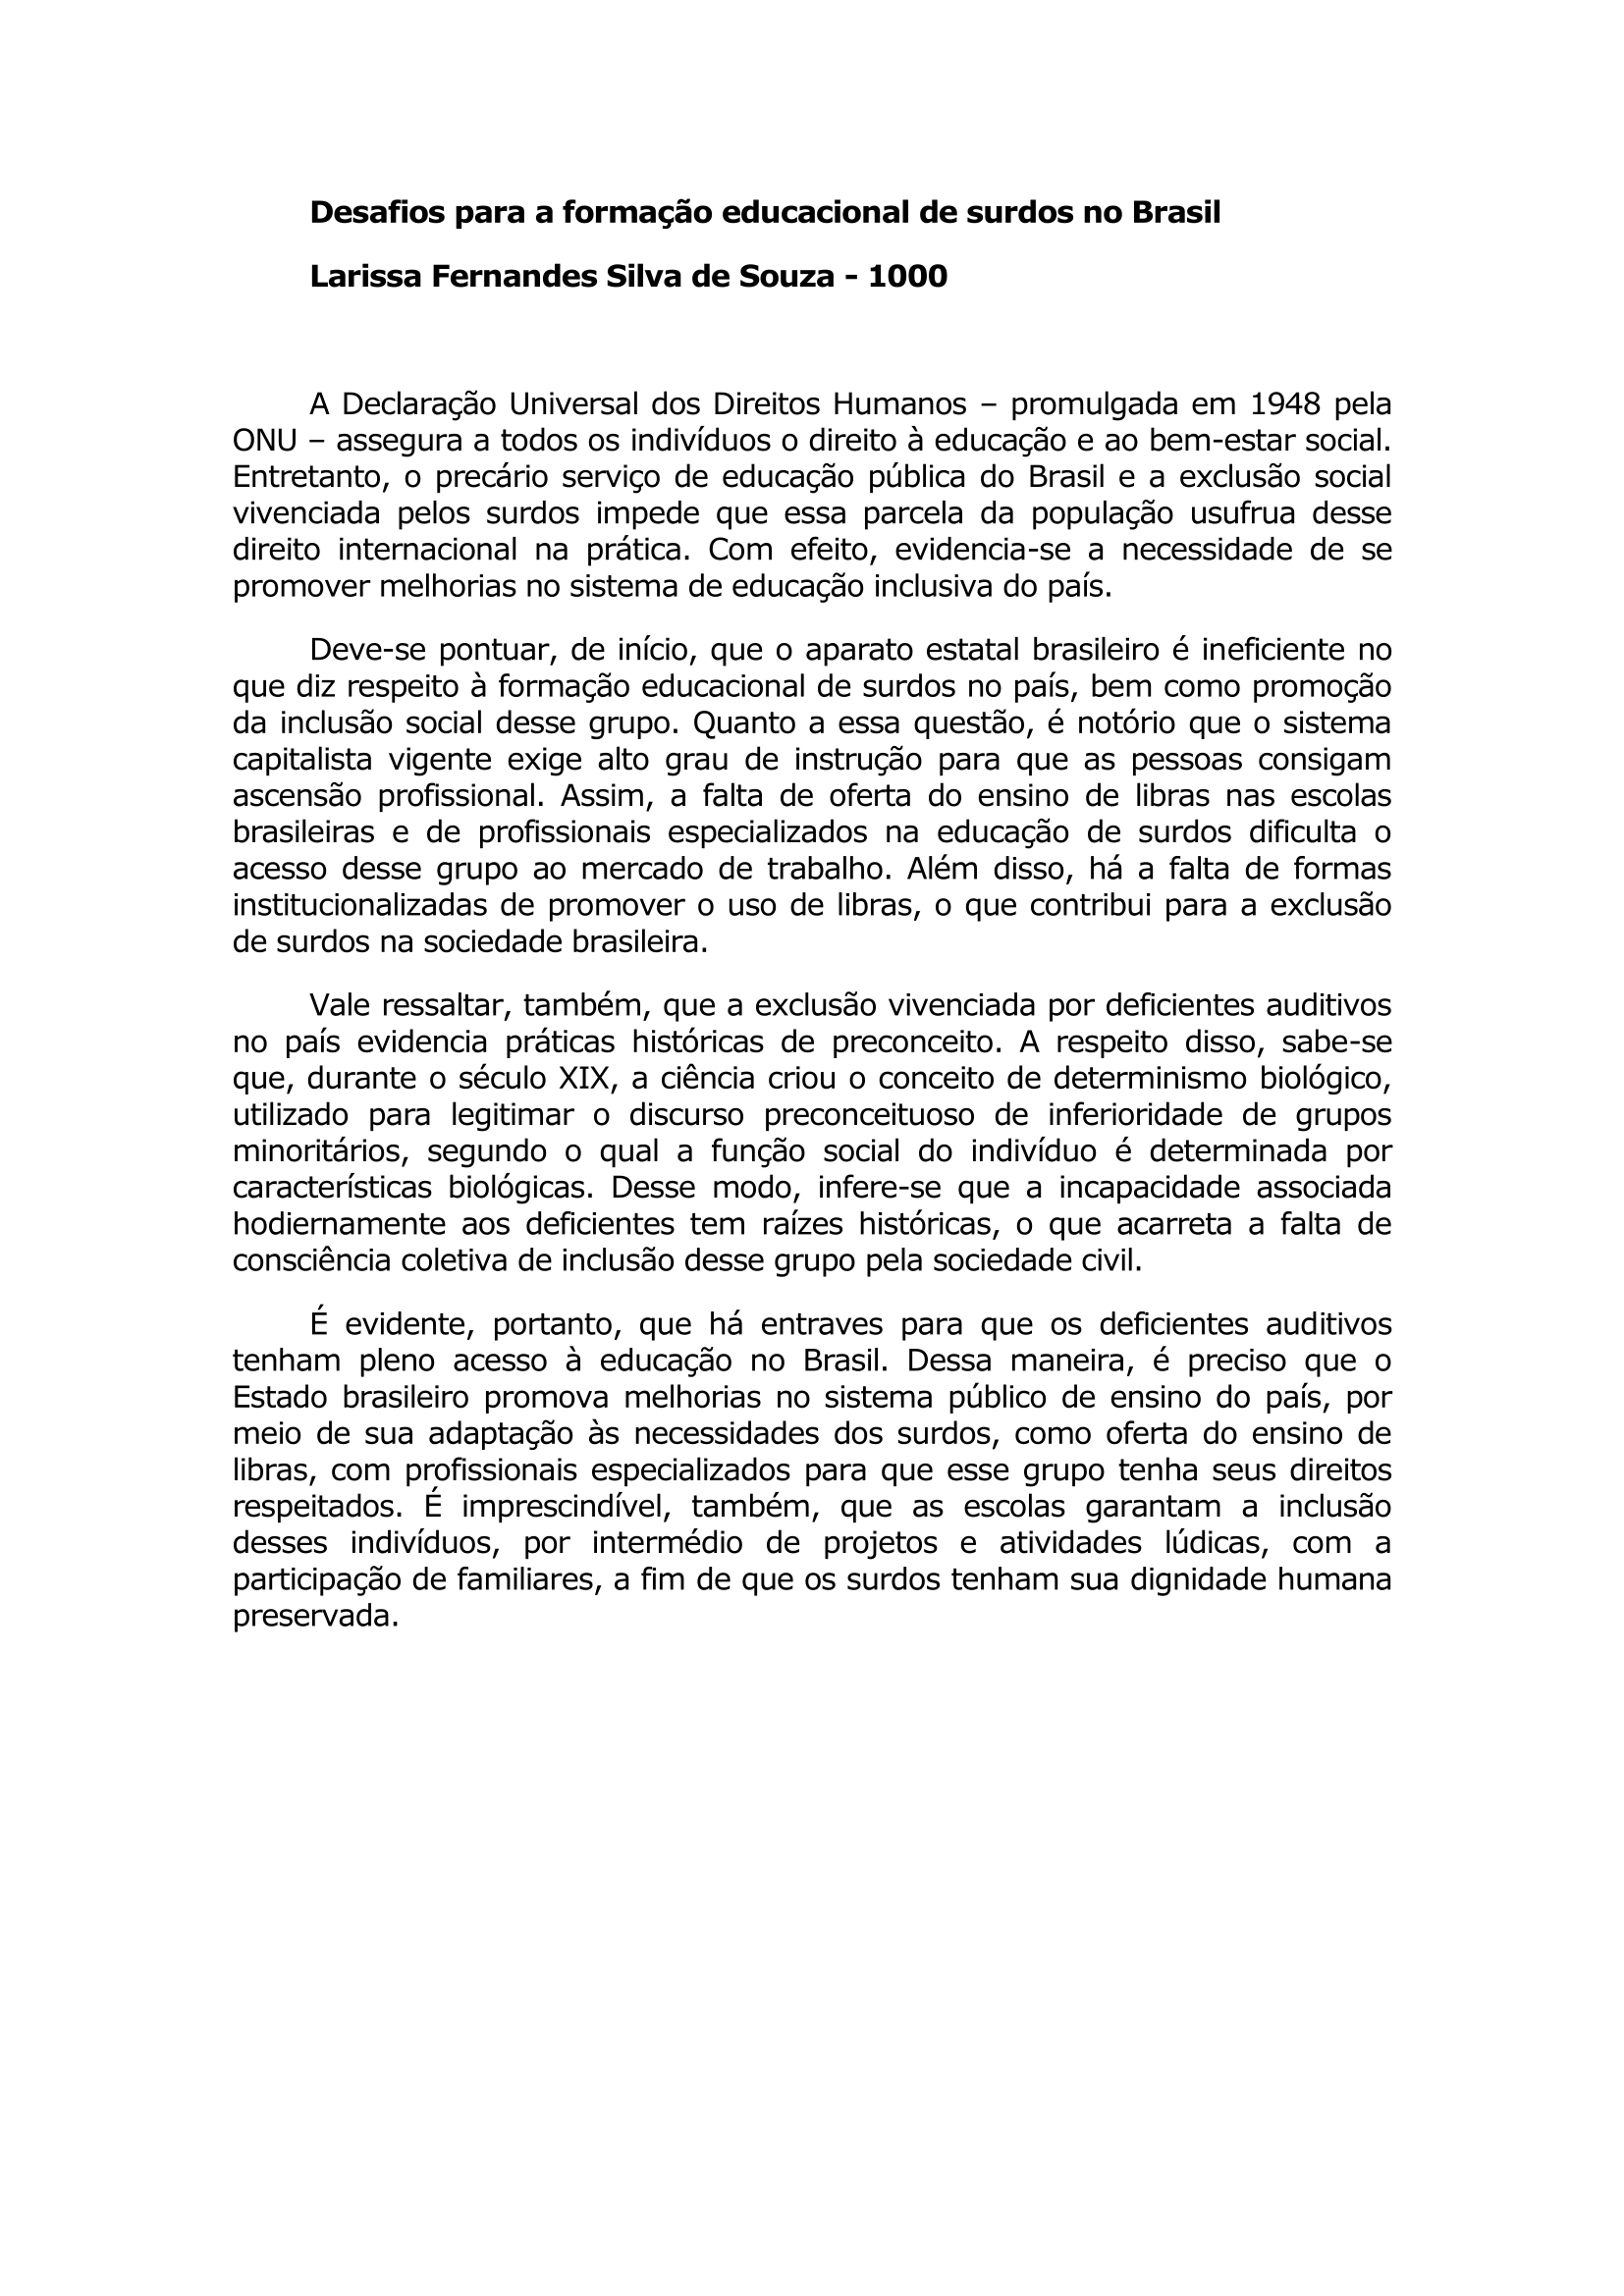 Desafios para a formação educacional de surdos no Brasil
Larissa Fernandes Silva de Souza - 1000
A Declaração Universal dos Direitos Humanos – promulgada em 1948 pela
ONU – assegura a todos os indivíduos o direito à educação e ao bem-estar social.
Entretanto, o precário serviço de educação pública do Brasil e a exclusão social
vivenciada pelos surdos impede que essa parcela da população usufrua desse
direito internacional na prática. Com efeito, evidencia-se a necessidade de se
promover melhorias no sistema de educação inclusiva do país.
Deve-se pontuar, de início, que o aparato estatal brasileiro é ineficiente no
que diz respeito à formação educacional de surdos no país, bem como promoção
da inclusão social desse grupo. Quanto a essa questão, é notório que o sistema
capitalista vigente exige alto grau de instrução para que as pessoas consigam
ascensão profissional. Assim, a falta de oferta do ensino de libras nas escolas
brasileiras e de profissionais especializados na educação de surdos dificulta o
acesso desse grupo ao mercado de trabalho. Além disso, há a falta de formas
institucionalizadas de promover o uso de libras, o que contribui para a exclusão
de surdos na sociedade brasileira.
Vale ressaltar, também, que a exclusão vivenciada por deficientes auditivos
no país evidencia práticas históricas de preconceito. A respeito disso, sabe-se
que, durante o século XIX, a ciência criou o conceito de determinismo biológico,
utilizado para legitimar o discurso preconceituoso de inferioridade de grupos
minoritários, segundo o qual a função social do indivíduo é determinada por
características biológicas. Desse modo, infere-se que a incapacidade associada
hodiernamente aos deficientes tem raízes históricas, o que acarreta a falta de
consciência coletiva de inclusão desse grupo pela sociedade civil.
É evidente, portanto, que há entraves para que os deficientes auditivos
tenham pleno acesso à educação no Brasil. Dessa maneira, é preciso que o
Estado brasileiro promova melhorias no sistema público de ensino do país, por
meio de sua adaptação às necessidades dos surdos, como oferta do ensino de
libras, com profissionais especializados para que esse grupo tenha seus direitos
respeitados. É imprescindível, também, que as escolas garantam a inclusão
desses indivíduos, por intermédio de projetos e atividades lúdicas, com a
participação de familiares, a fim de que os surdos tenham sua dignidade humana
preservada.